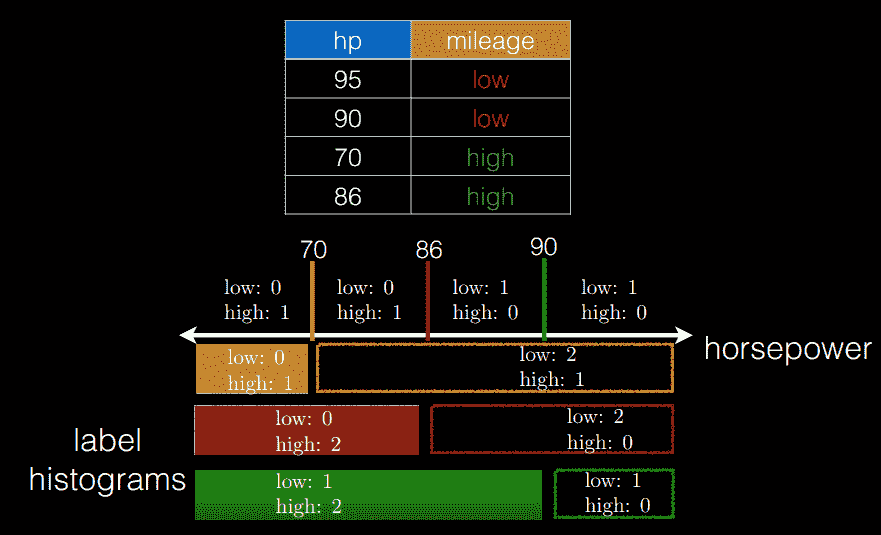 hp mileage
95 low
90 low
70 high
86 high
70 86 90
low: 0 low: 0 low: 1 low: 1
high: 1 high: 1 high: 0 high: 0
horsepower
low: 0 low: 2
high: 1 high: 1
label
histograms
low: 0 low: 2
high: 2 high: 0
low: 1 low: 1
high: 2 high: 0